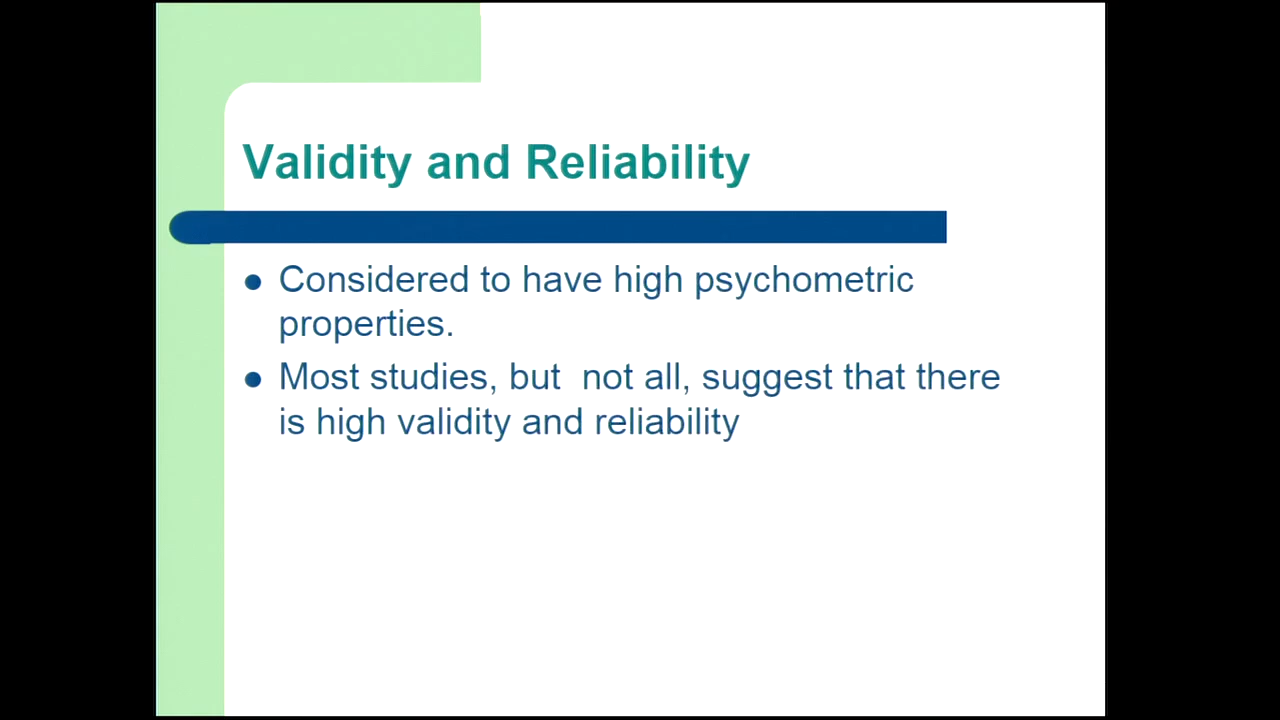 Validity and Reliability
● Considered to have high psychometric
properties.
● Most studies, but  not all, suggest that there
is high validity and reliability